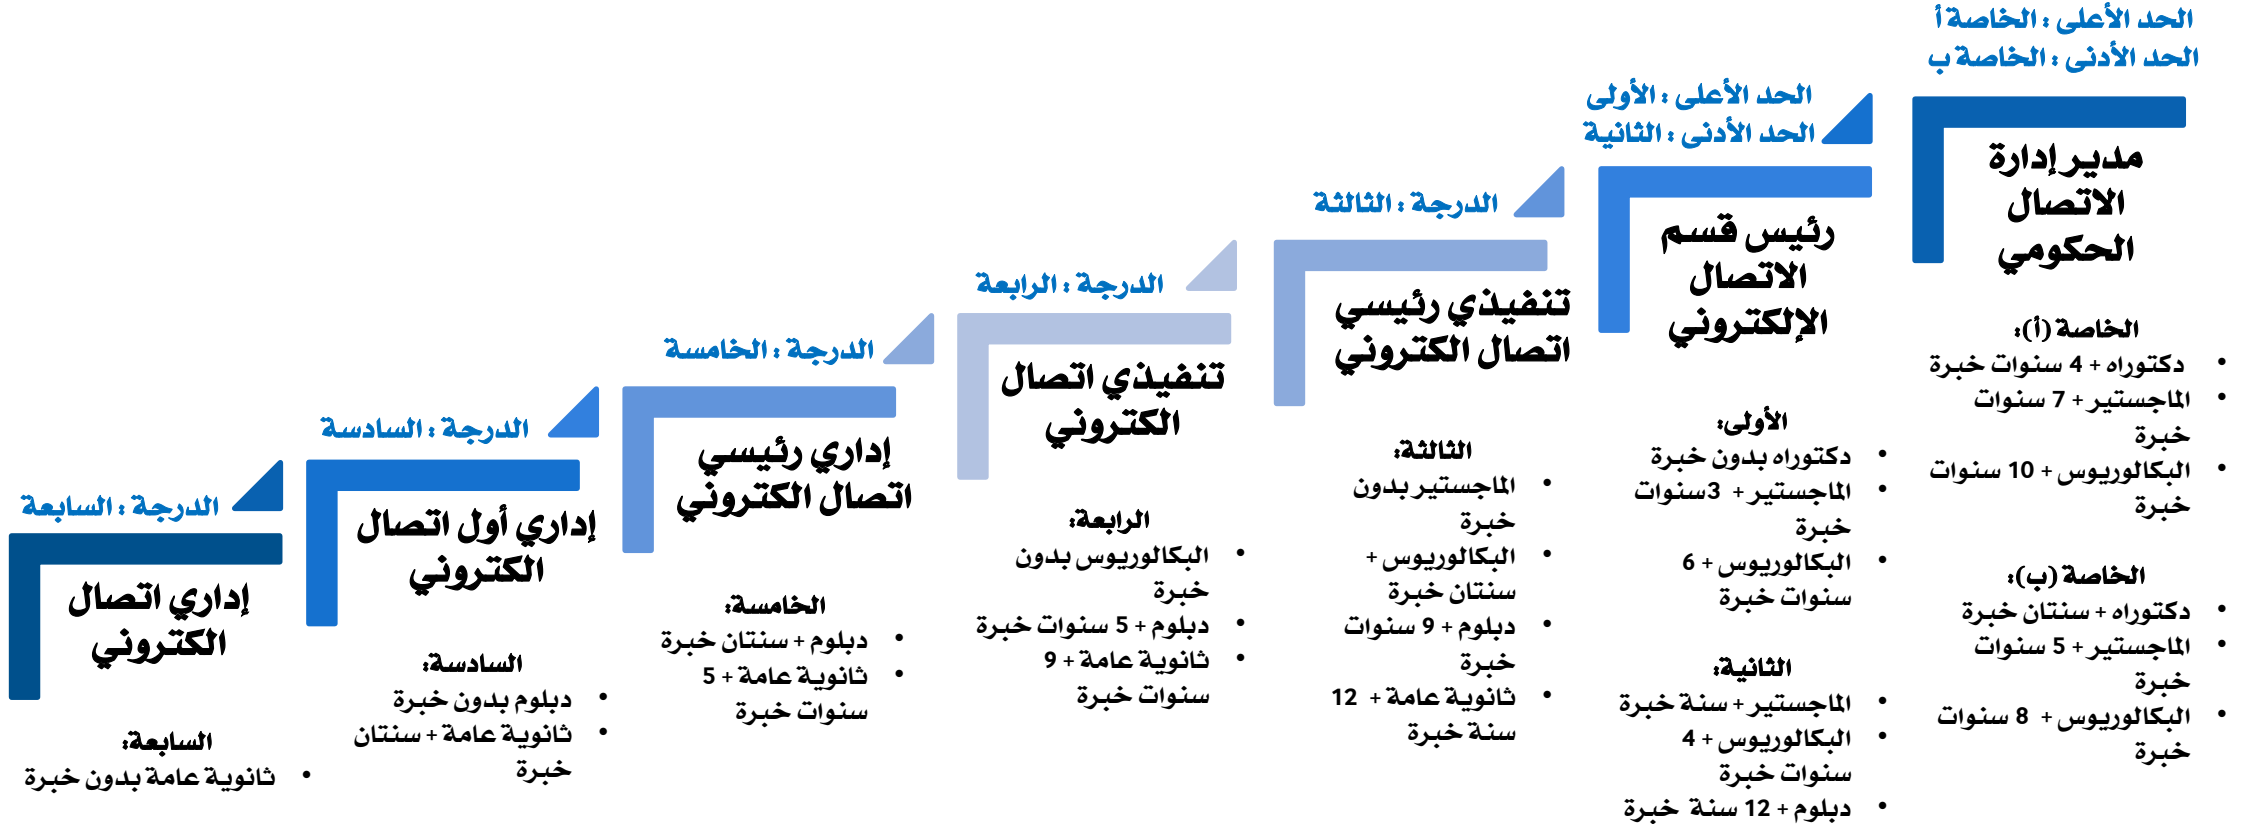 الحد الأعلى : الخاصة أ
الحد الأدنى : الخاصة ب
مدير إدارة
الاتصال
الحكومي
الخاصة (أ):
• دكتوراه + 4 سنوات خبرة
• الماجستير + 7 سنوات
خبرة
• البكالوريوس + 10 سنوات
خبرة
الخاصة (ب):
• دكتوراه + سنتان خبرة
• الماجستير + 5 سنوات
خبرة
• البكالوريوس + 8 سنوات
خبرة
الحد الأعلى : الأولى
الحد الأدنى : الثانية
رئيس قسم
الاتصال
الإلكتروني
الأولى:
• دكتوراه بدون خبرة
• الماجستير + 3سنوات
خبرة
• البكالوريوس + 6
سنوات خبرة
الثانية:
• الماجستير + سنة خبرة
• البكالوريوس + 4
سنوات خبرة
• دبلوم + 12 سنة خبرة
الدرجة : الثالثة
تنفيذي رئيسي
اتصال الكتروني
الثالثة:
• الماجستير بدون
خبرة
• البكالوريوس +
سنتان خبرة
• دبلوم + 9 سنوات
خبرة
• ثانوية عامة + 12
سنة خبرة
الدرجة : الرابعة
تنفيذي اتصال
الكتروني
الرابعة:
• البكالوريوس بدون
خبرة
• دبلوم + 5 سنوات خبرة
• ثانوية عامة + 9
سنوات خبرة
الدرجة : الخامسة
إداري رئيسي
اتصال الكتروني
الخامسة:
• دبلوم + سنتان خبرة
• ثانوية عامة + 5
سنوات خبرة
الدرجة : السادسة
إداري أول اتصال
الكتروني
السادسة:
• دبلوم بدون خبرة
• ثانوية عامة + سنتان
خبرة
الدرجة : السابعة
إداري اتصال
الكتروني
السابعة:
• ثانوية عامة بدون خبرة